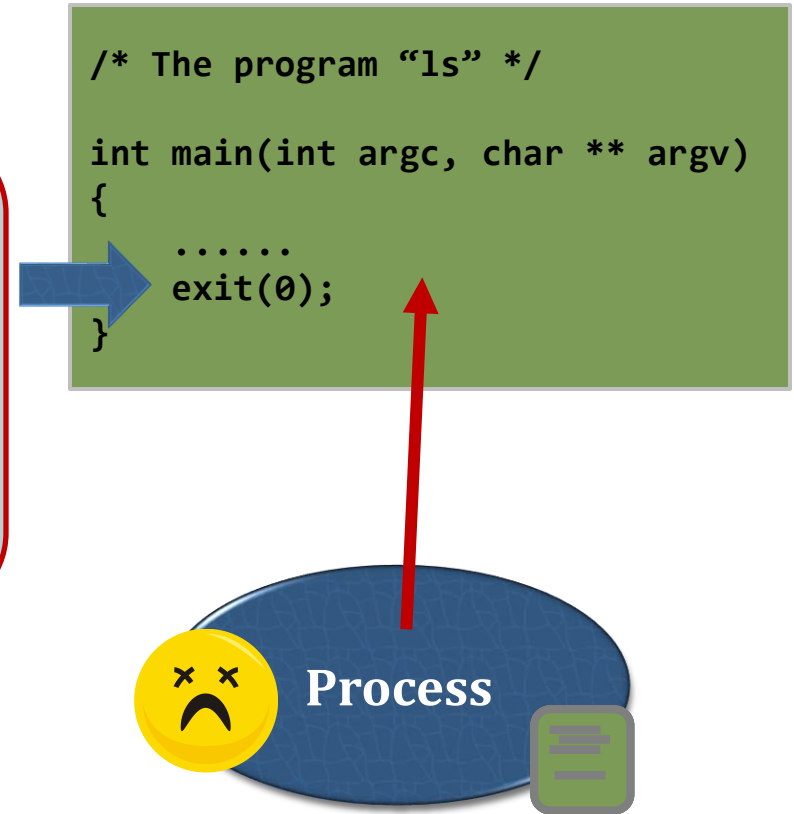 /* The program “ls” */
int main(int argc, char ** argv)
{
......
exit(0);
}
Process